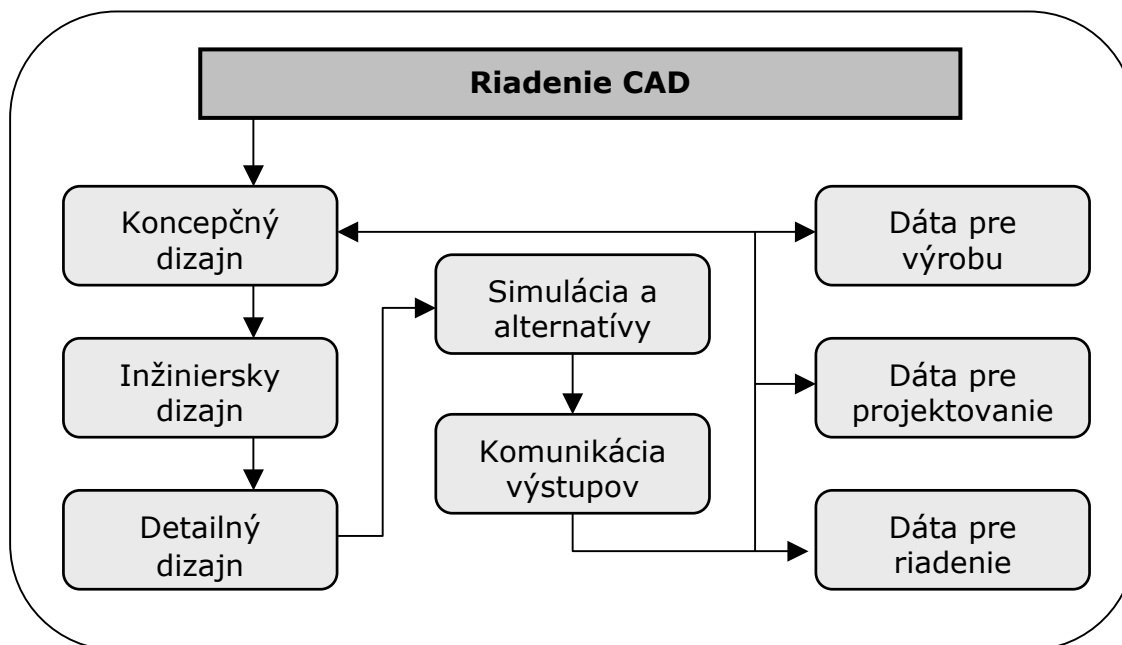 Riadenie CAD
Koncepčný
dizajn
Inžiniersky
dizajn
Detailný
dizajn
Simulácia a
alternatívy
Komunikácia
výstupov
Dáta pre
výrobu
Dáta pre
projektovanie
Dáta pre
riadenie